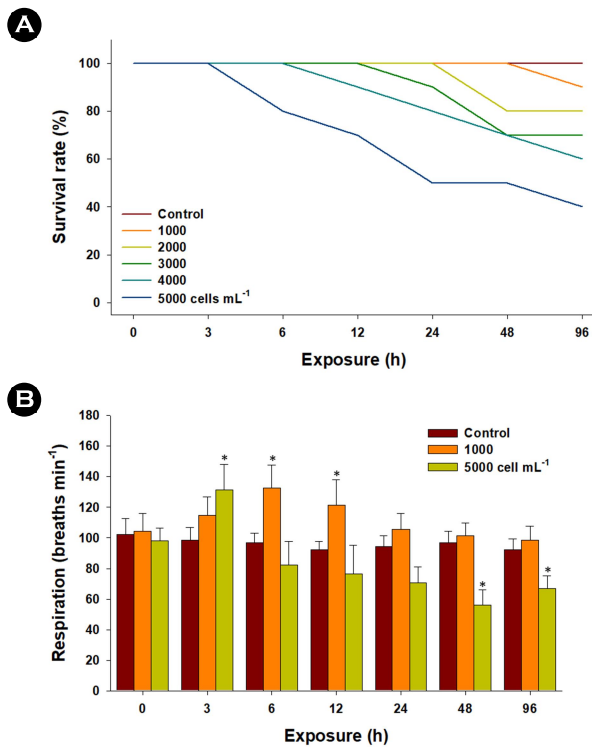 A
Survival rate (%)
100
80
60
40
20
0
Control
1000
2000
3000
4000
5000 cells mL⁻¹
0 3 6 12 24 48 96
Exposure (h)
B
Respiration (breaths min⁻¹)
180
160
140
120
100
80
60
40
20
0
Control
1000
5000 cell mL⁻¹
* * * * *
0 3 6 12 24 48 96
Exposure (h)